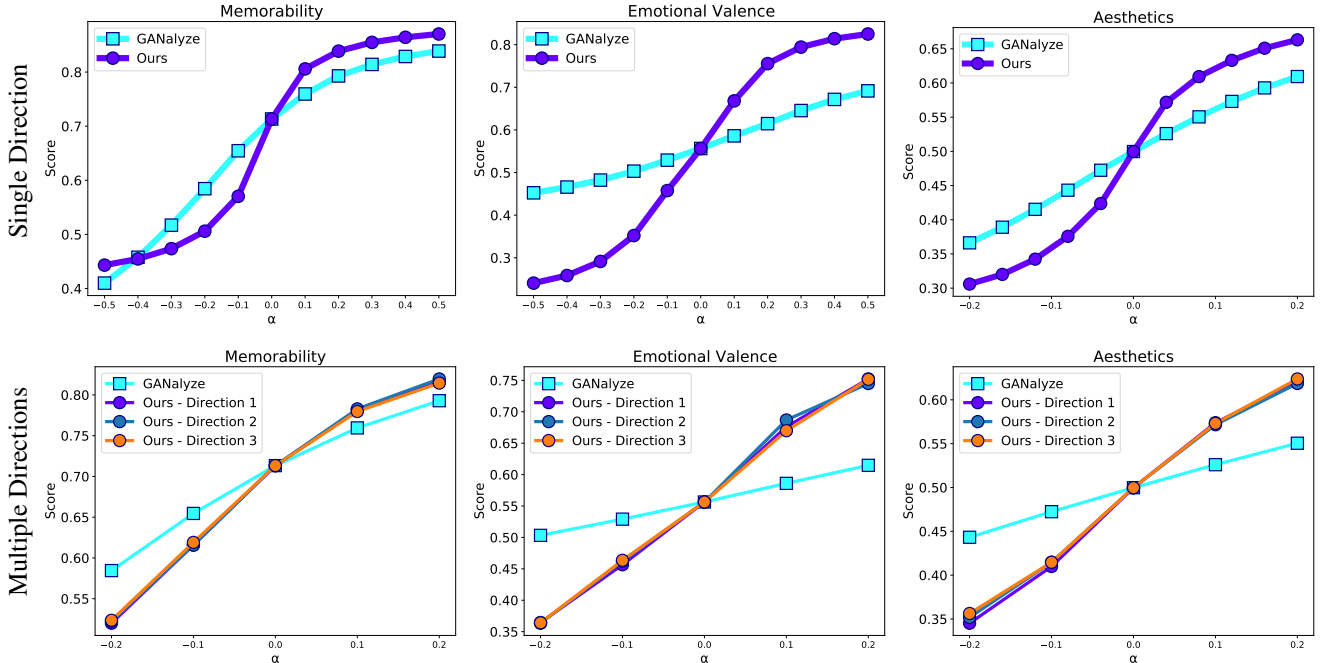 Single Direction
Memorability
GANalyze
Ours
Score
0.8
0.7
0.6
0.5
0.4
−0.5 −0.4 −0.3 −0.2 −0.1 0.0 0.1 0.2 0.3 0.4 0.5
α
Emotional Valence
GANalyze
Ours
Score
0.8
0.7
0.6
0.5
0.4
0.3
−0.5 −0.4 −0.3 −0.2 −0.1 0.0 0.1 0.2 0.3 0.4 0.5
α
Aesthetics
GANalyze
Ours
Score
0.65
0.60
0.55
0.50
0.45
0.40
0.35
0.30
−0.2 −0.1 0.0 0.1 0.2
α
Multiple Directions
Memorability
GANalyze
Ours - Direction 1
Ours - Direction 2
Ours - Direction 3
Score
0.80
0.75
0.70
0.65
0.60
0.55
−0.2 −0.1 0.0 0.1 0.2
α
Emotional Valence
GANalyze
Ours - Direction 1
Ours - Direction 2
Ours - Direction 3
Score
0.75
0.70
0.65
0.60
0.55
0.50
0.45
0.40
0.35
−0.2 −0.1 0.0 0.1 0.2
α
Aesthetics
GANalyze
Ours - Direction 1
Ours - Direction 2
Ours - Direction 3
Score
0.60
0.55
0.50
0.45
0.40
0.35
−0.2 −0.1 0.0 0.1 0.2
α